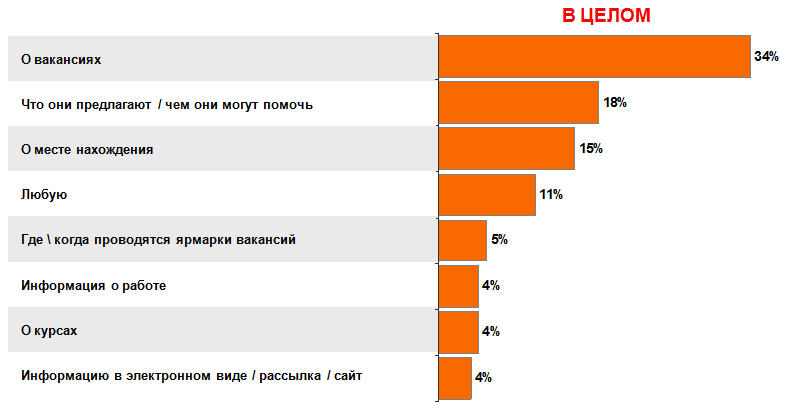 В ЦЕЛОМ
О вакансиях 34%
Что они предлагают / чем они могут помочь 18%
О месте нахождения 15%
Любую 11%
Где \ когда проводятся ярмарки вакансий 5%
Информация о работе 4%
О курсах 4%
Информацию в электронном виде / рассылка / сайт 4%